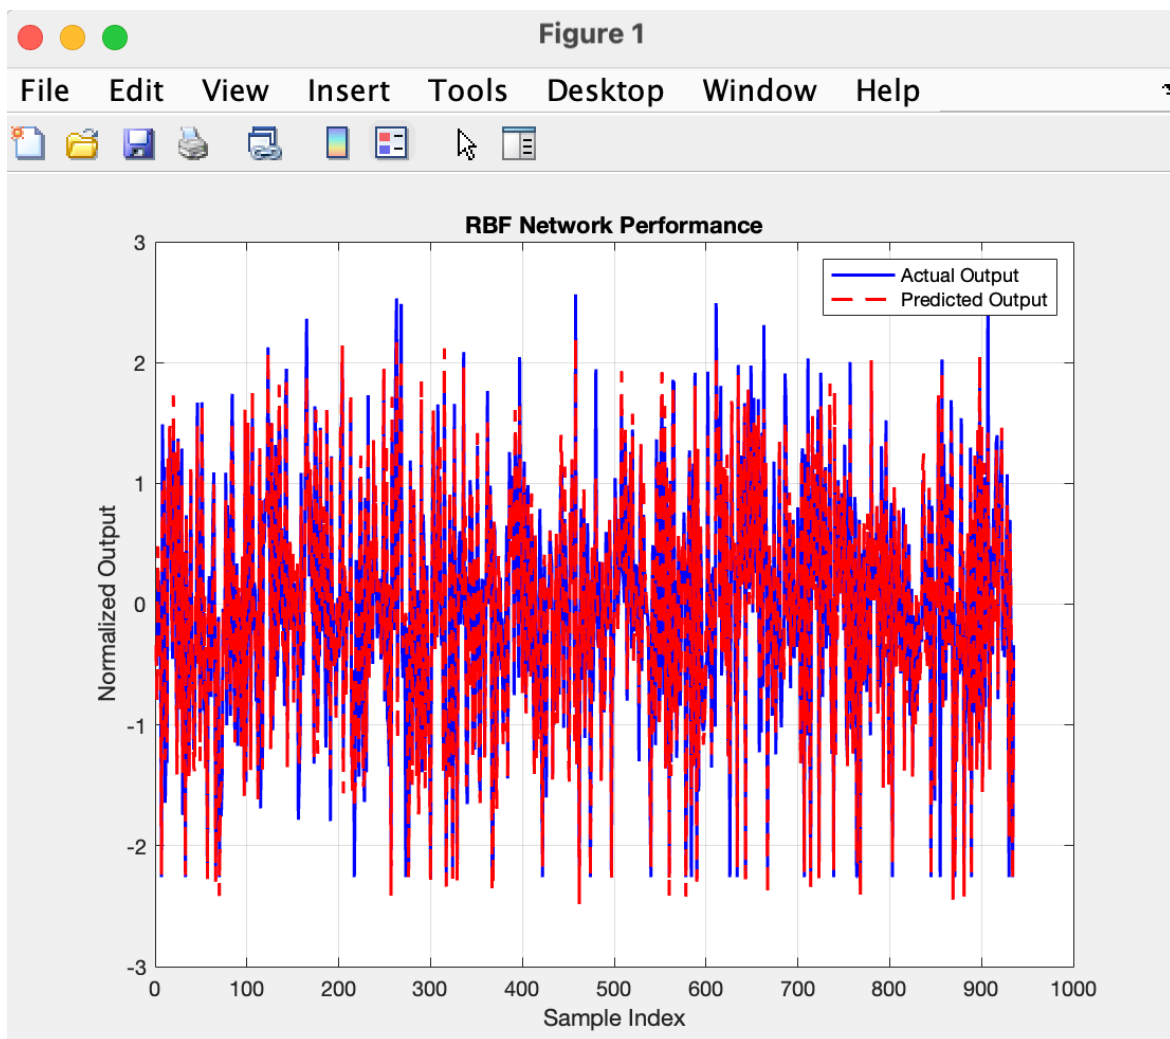 Figure 1
File Edit View Insert Tools Desktop Window Help
RBF Network Performance
Actual Output
Predicted Output
3
2
1
0
-1
-2
-3
Normalized Output
0 100 200 300 400 500 600 700 800 900 1000
Sample Index